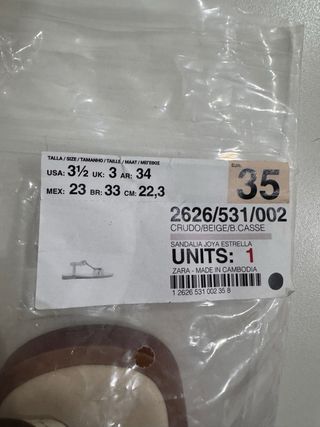 TALLA / SIZE / TAMANHO / TAILLE / MAAT / ΜΕΓΕΘΟΣ
USA: 3½ UK: 3 AR: 34
MEX: 23 BR: 33 CM: 22,3
EUR.
35
2626/531/002
CRUDO/BEIGE/B.CASSE
SANDALIA JOYA ESTRELLA
UNITS: 1
ZARA - MADE IN CAMBODIA
1 2626 531 002 35 8